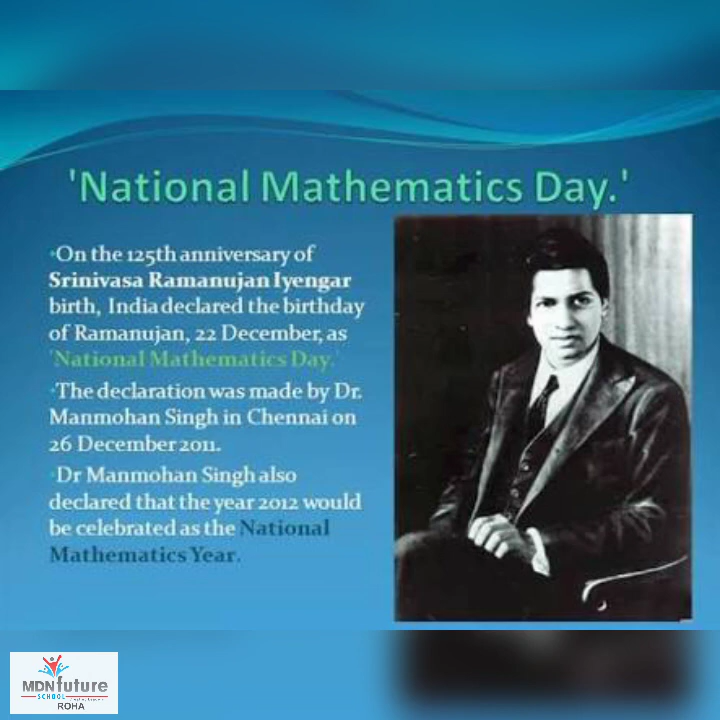 'National Mathematics Day.'
•On the 125th anniversary of
Srinivasa Ramanujan Iyengar
birth, India declared the birthday
of Ramanujan, 22 December, as
'National Mathematics Day.'
•The declaration was made by Dr.
Manmohan Singh in Chennai on
26 December 2011.
•Dr Manmohan Singh also
declared that the year 2012 would
be celebrated as the National
Mathematics Year.
MDN future
SCHOOL
ROHA